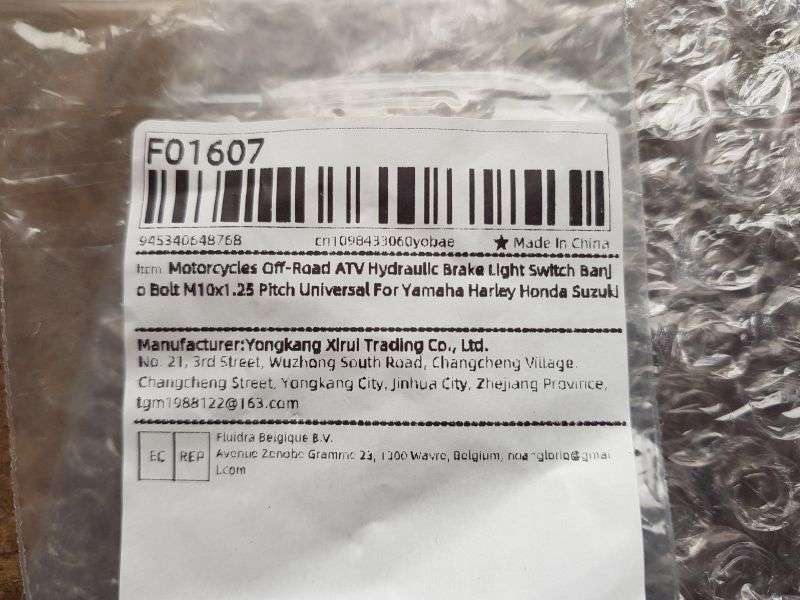 F01607
945340648768 cn1098433060yobae ★ Made In China
Item: Motorcycles Off-Road ATV Hydraulic Brake Light Switch Banj
o Bolt M10x1.25 Pitch Universal For Yamaha Harley Honda Suzuki
Manufacturer:Yongkang Xirui Trading Co., Ltd.
No. 21, 3rd Street, Wuzhong South Road, Changcheng Village,
Changcheng Street, Yongkang City, Jinhua City, Zhejiang Province,
tgm1988122@163.com
EC REP
Fluidra Belgique B.V.
Avenue Zenobe Gramme 23, 1300 Wavre, Belgium,
l.com